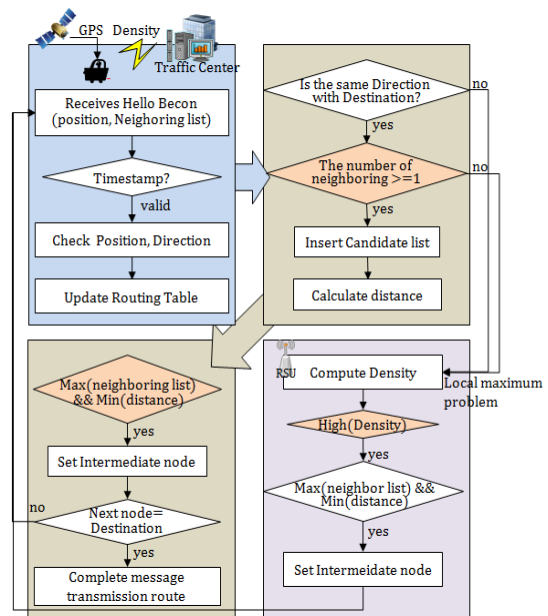 GPS Density
Traffic Center
Receives Hello Becon
(position, Neighoring list)
Timestamp?
valid
Check Position, Direction
Update Routing Table
Is the same Direction
with Destination?
no
yes
The number of
neighboring >=1
no
yes
Insert Candidate list
Calculate distance
Max(neighboring list)
&& Min(distance)
yes
Set Intermediate node
no
Next node=
Destination
yes
Complete message
transmission route
RSU
Compute Density
Local maximum
problem
High(Density)
yes
Max(neighbor list) &&
Min(distance)
yes
Set Intermeidate node